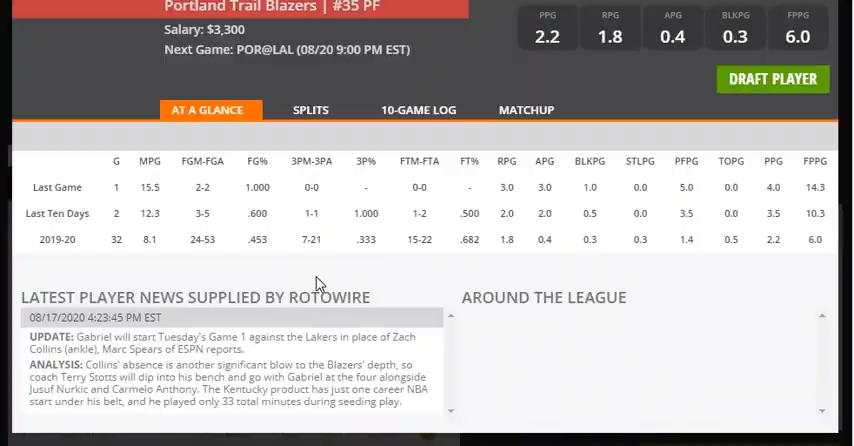 Portland Trail Blazers | #35 PF
Salary: $3,300
Next Game: POR@LAL (08/20 9:00 PM EST)
PPG RPG APG BLKPG FPPG
2.2 1.8 0.4 0.3 6.0
DRAFT PLAYER
AT A GLANCE SPLITS 10-GAME LOG MATCHUP
G MPG FGM-FGA FG% 3PM-3PA 3P% FTM-FTA FT% RPG APG BLKPG STLPG PFPG TOPG PPG FPPG
Last Game 1 15.5 2-2 1.000 0-0 - 0-0 - 3.0 3.0 1.0 0.0 5.0 0.0 4.0 14.3
Last Ten Days 2 12.3 3-5 .600 1-1 1.000 1-2 .500 2.0 2.0 0.5 0.0 3.5 0.0 3.5 10.3
2019-20 32 8.1 24-53 .453 7-21 .333 15-22 .682 1.8 0.4 0.3 0.3 1.4 0.5 2.2 6.0
LATEST PLAYER NEWS SUPPLIED BY ROTOWIRE
08/17/2020 4:23:45 PM EST
UPDATE: Gabriel will start Tuesday's Game 1 against the Lakers in place of Zach
Collins (ankle), Marc Spears of ESPN reports.
ANALYSIS: Collins' absence is another significant blow to the Blazers' depth, so
coach Terry Stotts will dip into his bench and go with Gabriel at the four alongside
Jusuf Nurkic and Carmelo Anthony. The Kentucky product has just one career NBA
start under his belt, and he played only 33 total minutes during seeding play.
AROUND THE LEAGUE